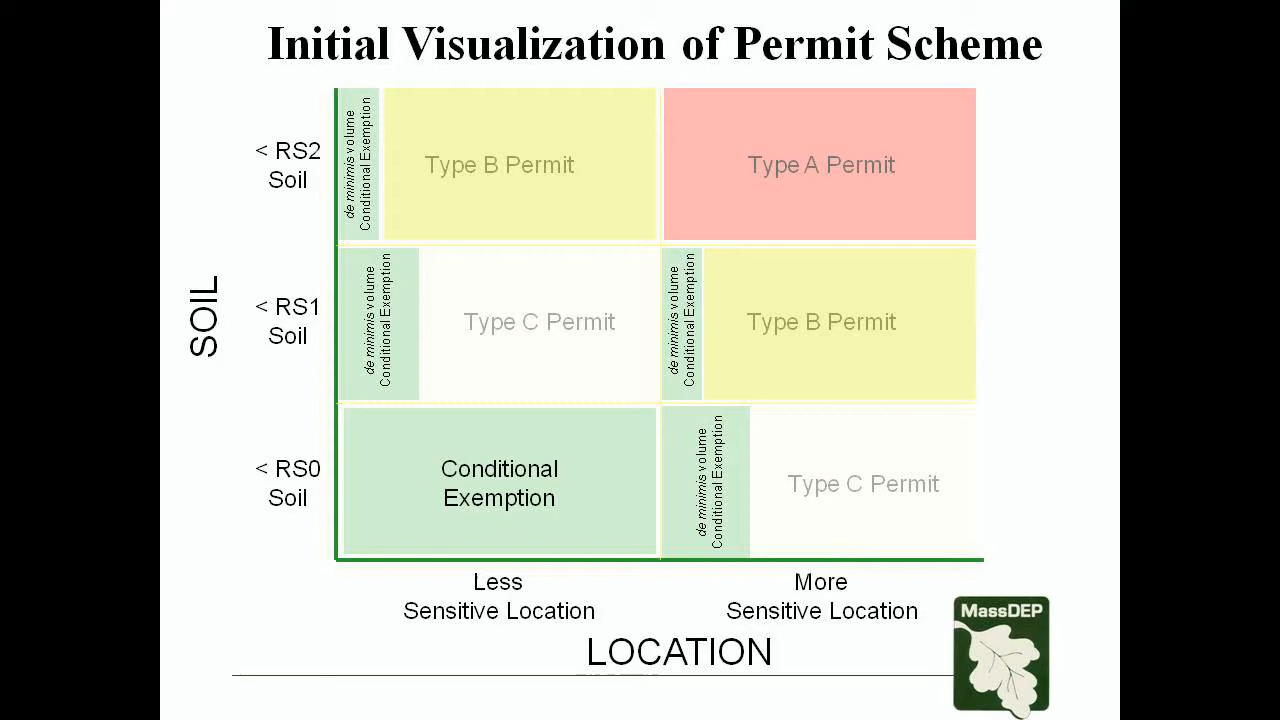 Initial Visualization of Permit Scheme
SOIL
< RS2
Soil
de minimis volume
Conditional Exemption
Type B Permit
Type A Permit
< RS1
Soil
de minimis volume
Conditional Exemption
Type C Permit
de minimis volume
Conditional Exemption
Type B Permit
< RS0
Soil
Conditional
Exemption
de minimis volume
Conditional Exemption
Type C Permit
Less
Sensitive Location
More
Sensitive Location
LOCATION
MassDEP